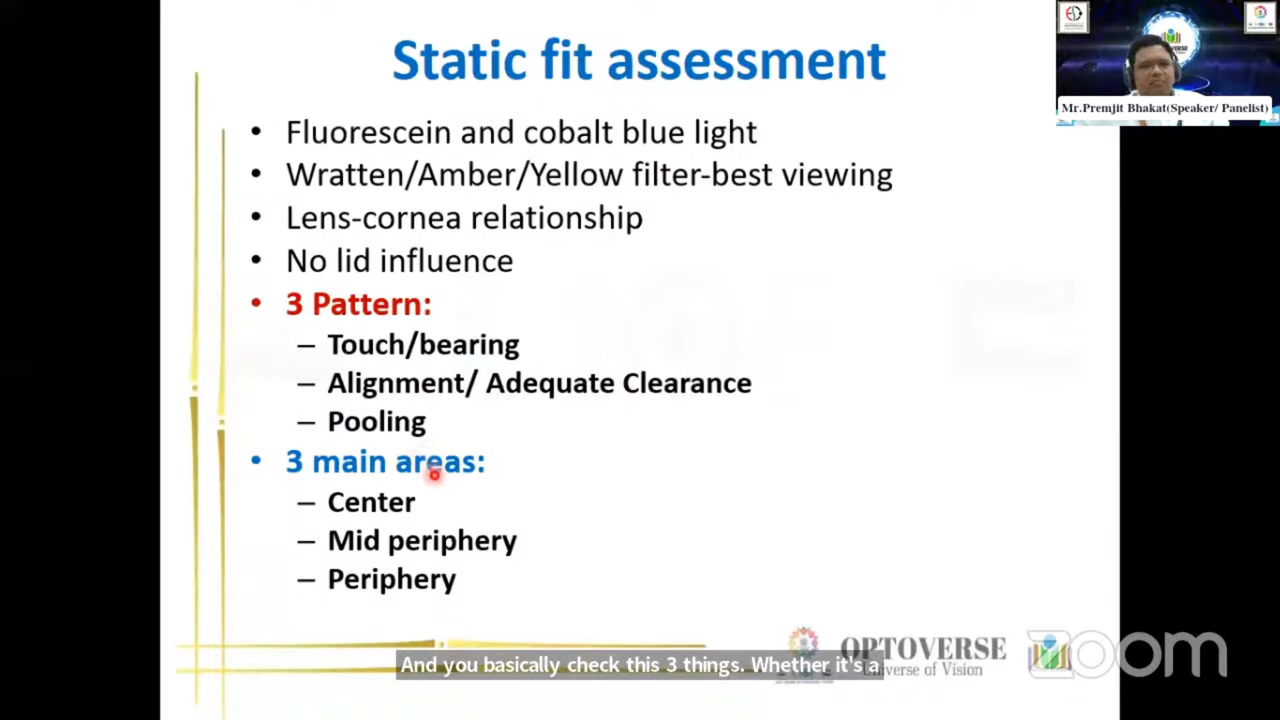 Static fit assessment
• Fluorescein and cobalt blue light
• Wratten/Amber/Yellow filter-best viewing
• Lens-cornea relationship
• No lid influence
• 3 Pattern:
– Touch/bearing
– Alignment/ Adequate Clearance
– Pooling
• 3 main areas:
– Center
– Mid periphery
– Periphery
Mr.Premjit Bhakat(Speaker/ Panelist)
OPTOVERSE
Universe of Vision
zoom
And you basically check this 3 things. Whether it's a